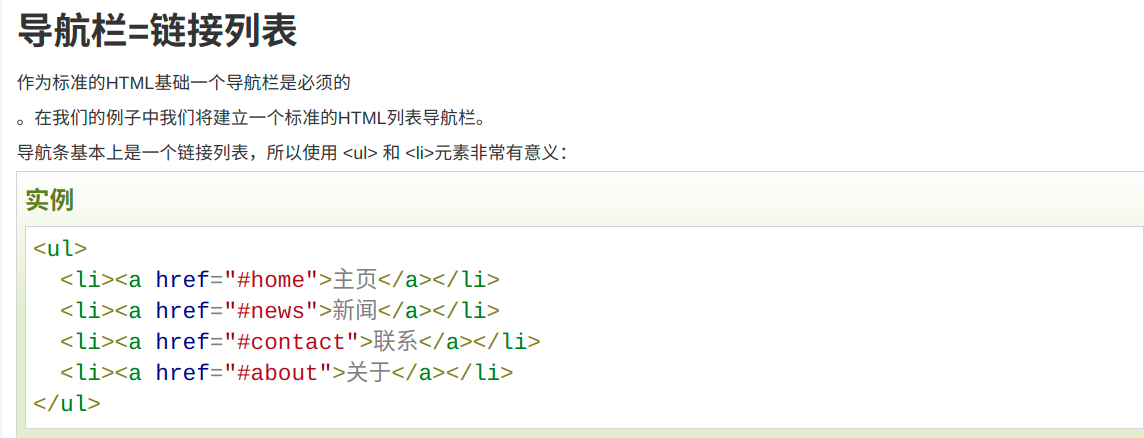 导航栏=链接列表
作为标准的HTML基础一个导航栏是必须的
。在我们的例子中我们将建立一个标准的HTML列表导航栏。
导航条基本上是一个链接列表，所以使用 <ul> 和 <li>元素非常有意义：
实例
<ul>
  <li><a href="#home">主页</a></li>
  <li><a href="#news">新闻</a></li>
  <li><a href="#contact">联系</a></li>
  <li><a href="#about">关于</a></li>
</ul>